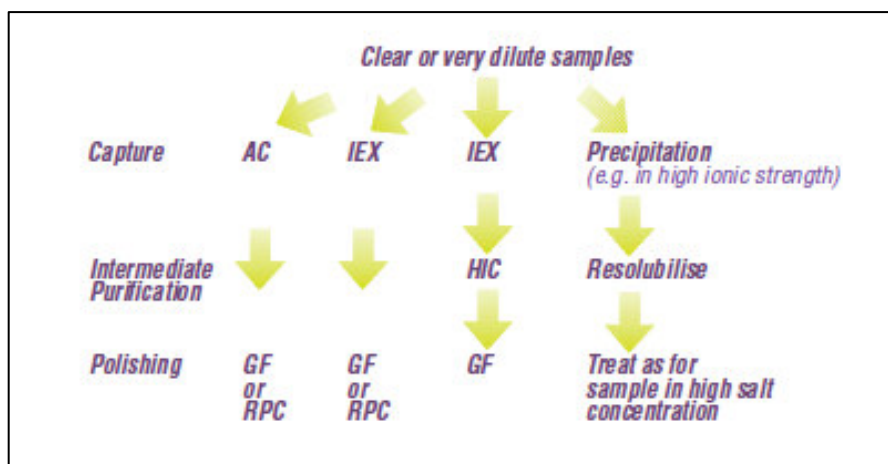 Clear or very dilute samples
Capture AC IEX IEX Precipitation
(e.g. in high ionic strength)
Intermediate HIC Resolubilise
Purification
Polishing GF GF GF Treat as for
or or sample in high salt
RPC RPC concentration